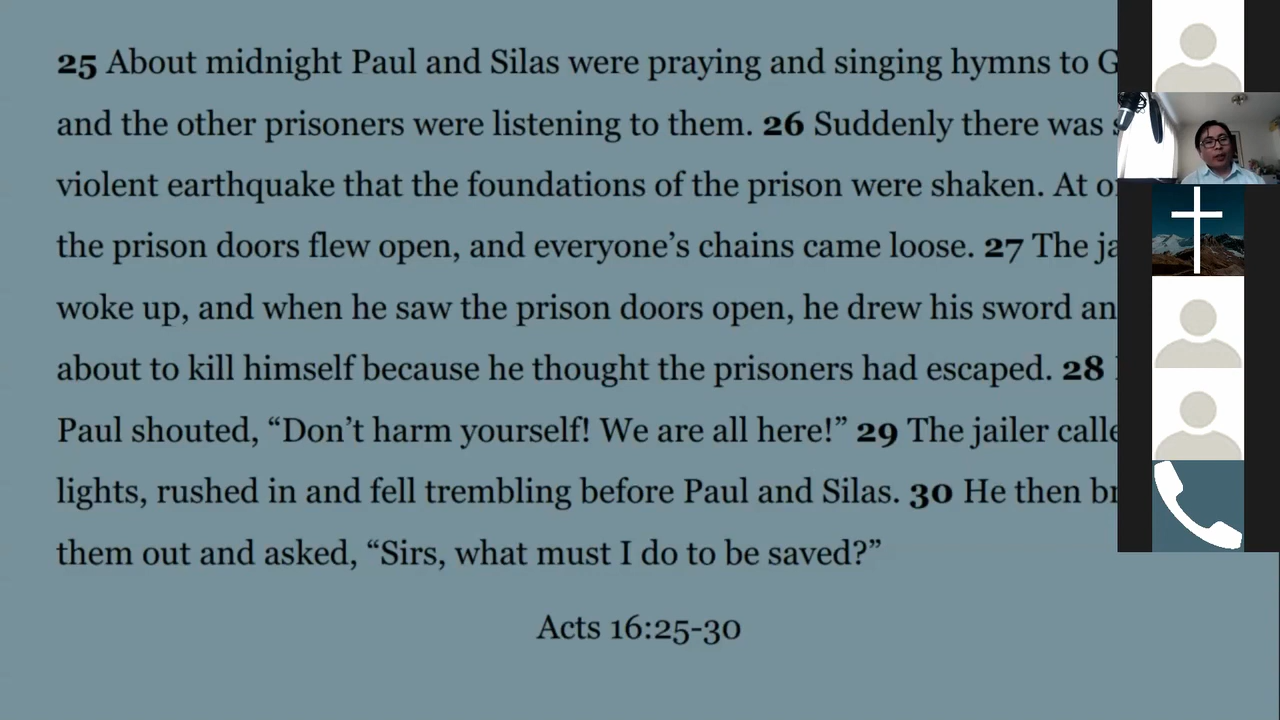 25 About midnight Paul and Silas were praying and singing hymns to
and the other prisoners were listening to them. 26 Suddenly there was
violent earthquake that the foundations of the prison were shaken. At
the prison doors flew open, and everyone’s chains came loose. 27 The
woke up, and when he saw the prison doors open, he drew his sword
about to kill himself because he thought the prisoners had escaped. 28
Paul shouted, “Don’t harm yourself! We are all here!” 29 The jailer
lights, rushed in and fell trembling before Paul and Silas. 30 He then
them out and asked, “Sirs, what must I do to be saved?”
Acts 16:25-30